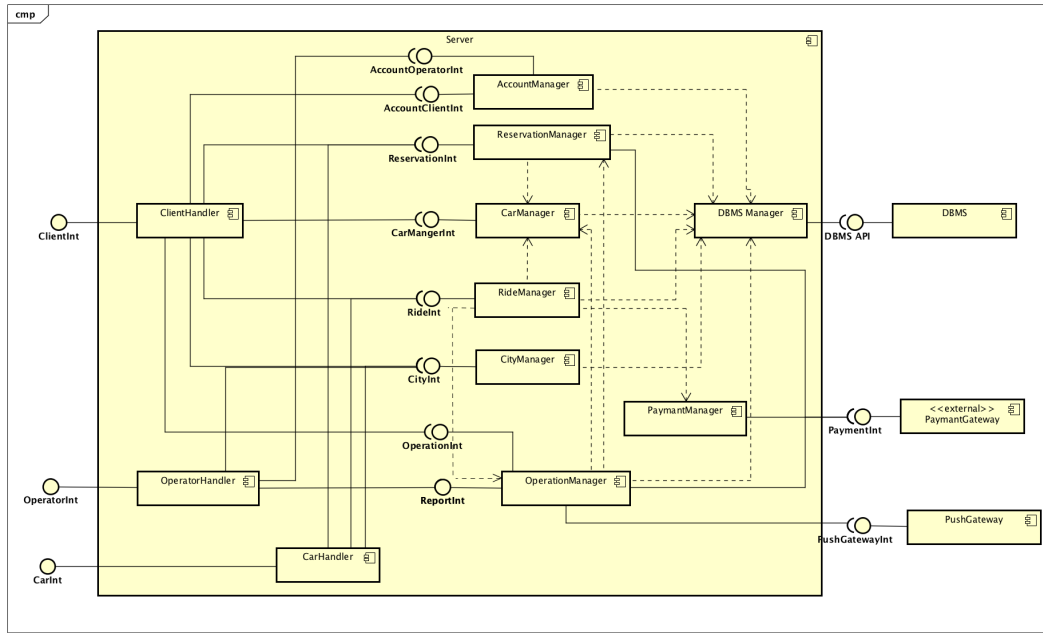 cmp
Server
AccountOperatorInt
AccountManager
AccountClientInt
ReservationManager
ReservationInt
ClientHandler
CarManager
DBMS Manager
DBMS
ClientInt
CarMangerInt
DBMS API
RideManager
RideInt
CityManager
CityInt
PaymantManager
<<external>>
PaymantGateway
PaymentInt
OperationInt
OperatorHandler
OperationManager
OperatorInt
ReportInt
PushGateway
PushGatewayInt
CarHandler
CarInt